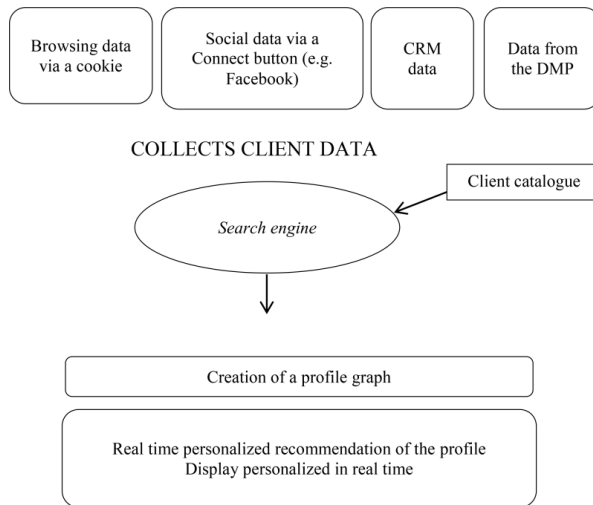 Browsing data
via a cookie
Social data via a
Connect button (e.g.
Facebook)
CRM
data
Data from
the DMP
COLLECTS CLIENT DATA
Client catalogue
Search engine
Creation of a profile graph
Real time personalized recommendation of the profile
Display personalized in real time